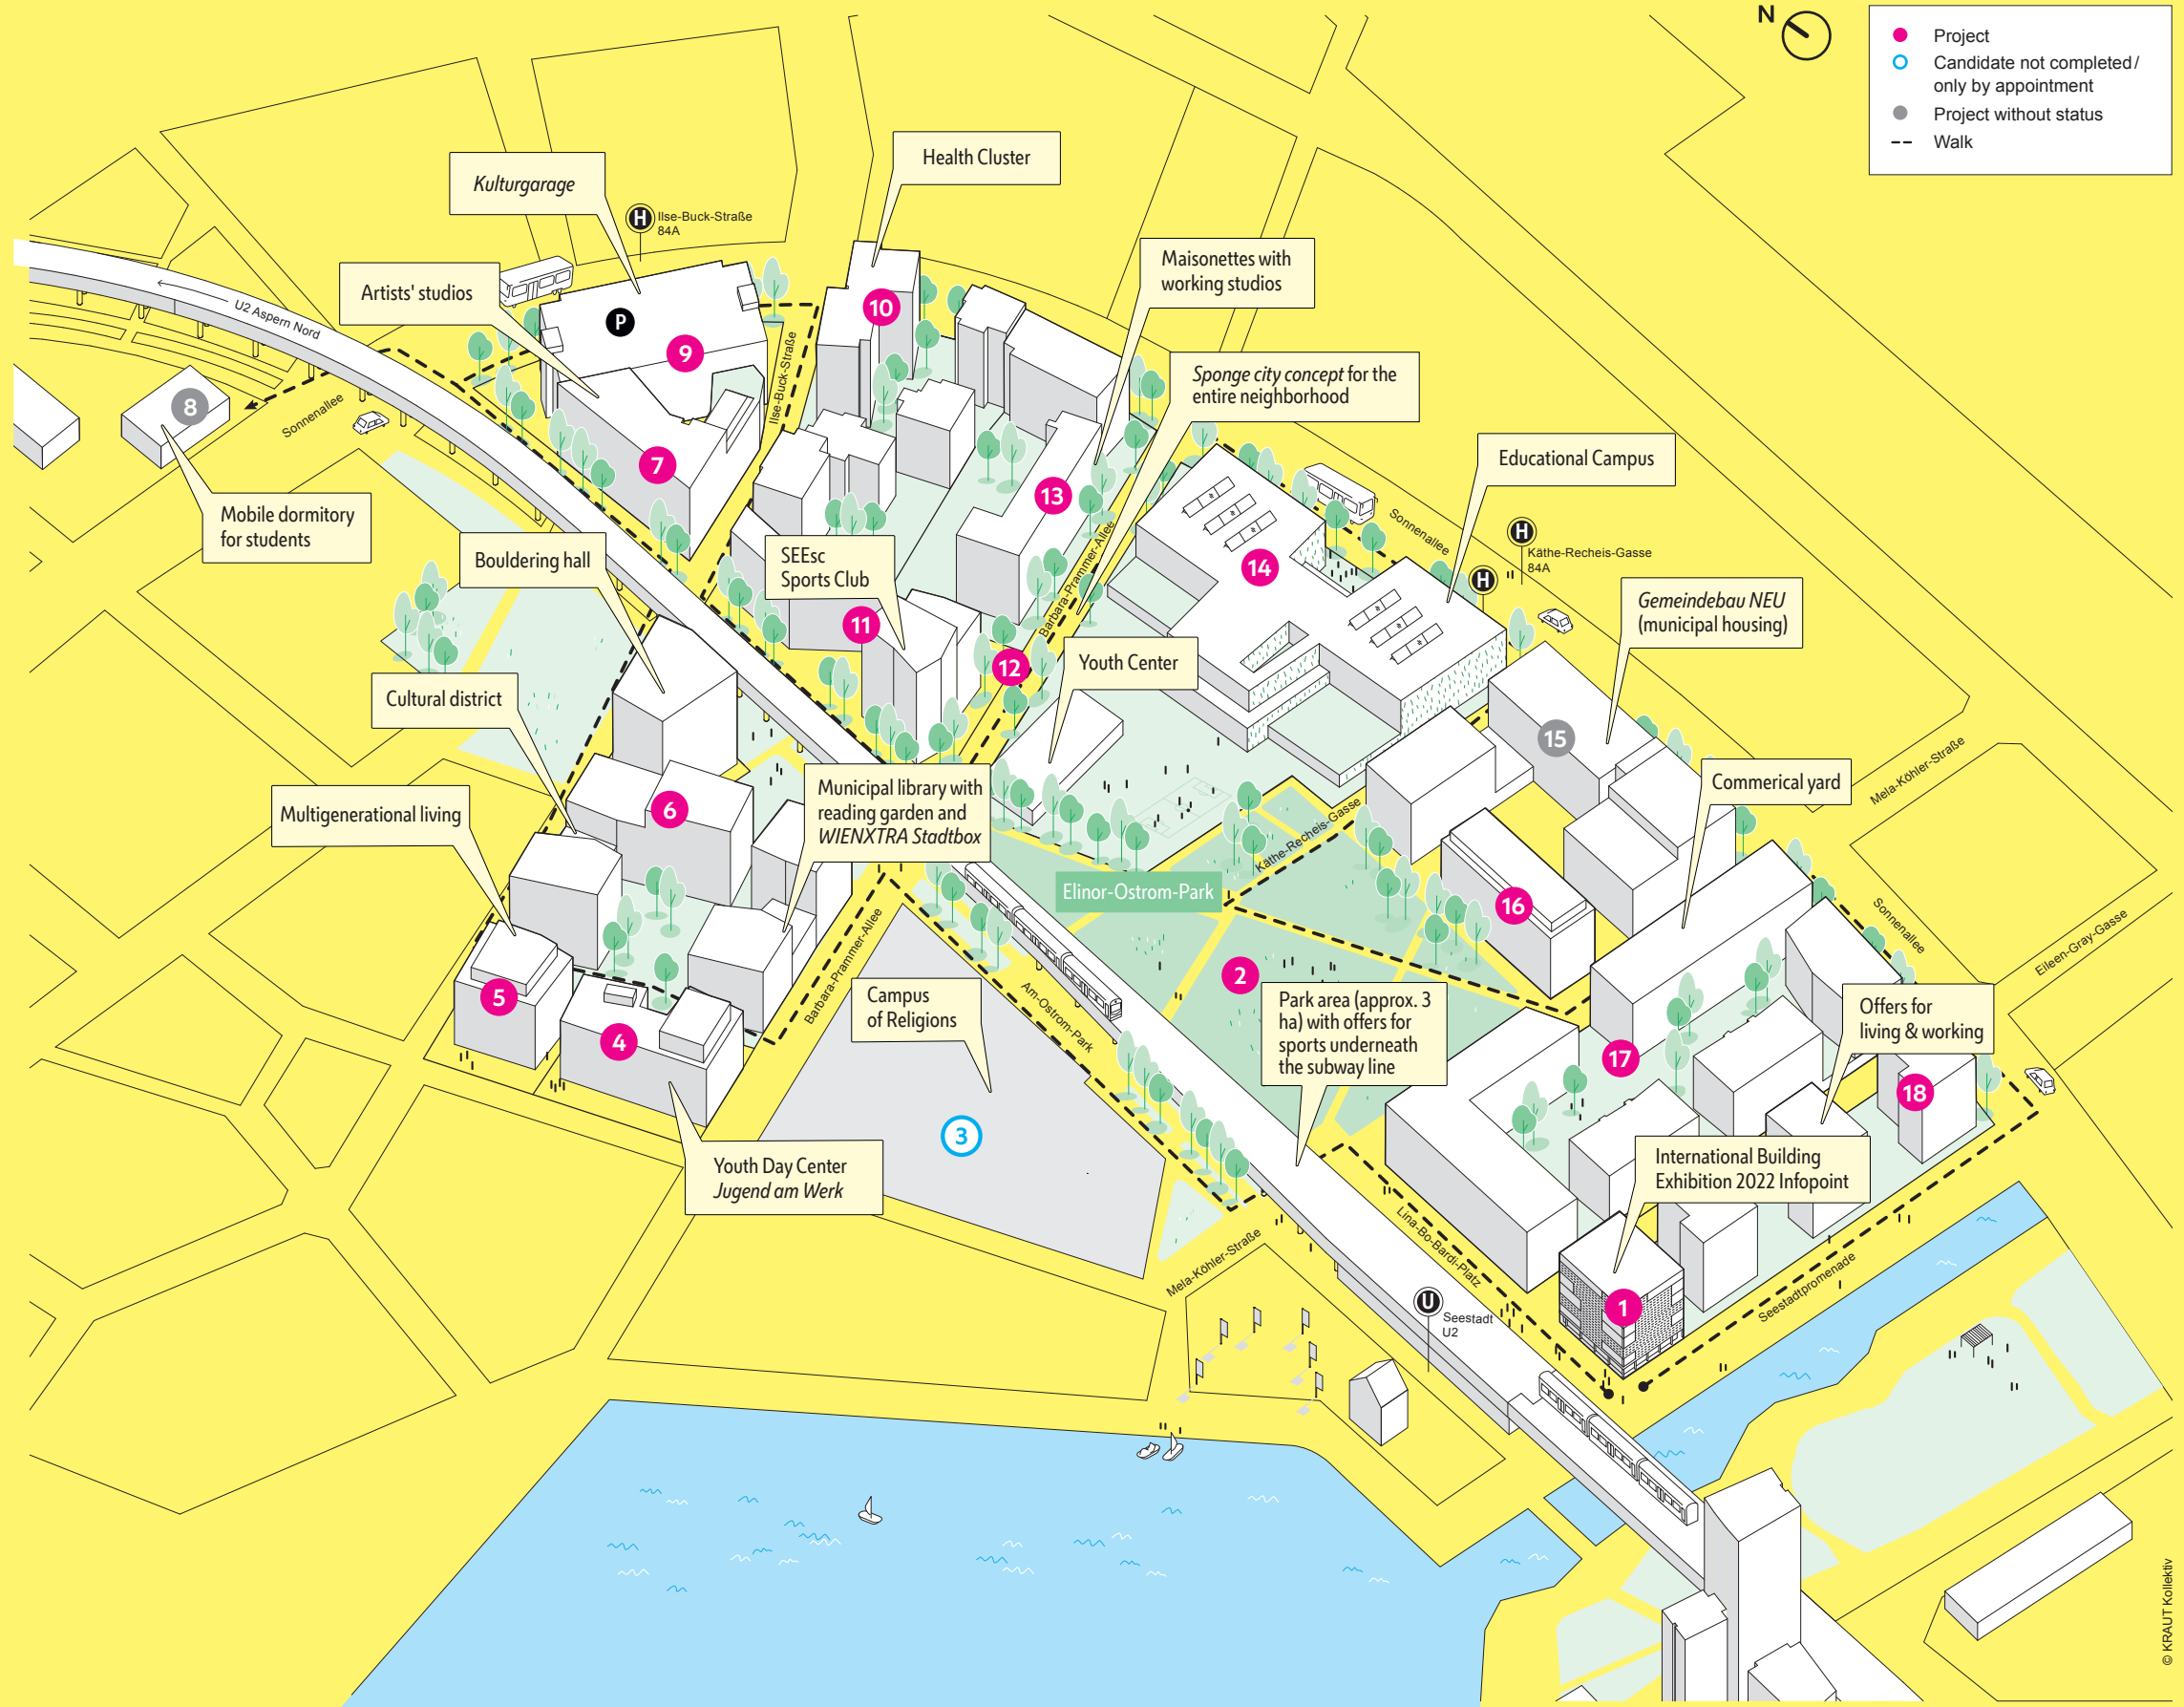 N
Project
Candidate not completed /
only by appointment
Project without status
Walk
Health Cluster
Kulturgarage
H
Ilse-Buck-Straße
84A
Maisonettes with
working studios
Artists' studios
U2 Aspern Nord
P
10
9
Ilse-Buck-Straße
Sponge city concept for the
entire neighborhood
8
Sonnenallee
7
13
Educational Campus
Mobile dormitory
for students
Bouldering hall
SEEsc
Sports Club
Barbara-Prammer-Allee
14
Sonnenallee
H
Käthe-Recheis-Gasse
84A
H
Gemeindebau NEU
(municipal housing)
11
12
Youth Center
Cultural district
15
Mela-Köhler-Straße
Commerical yard
Multigenerational living
6
Municipal library with
reading garden and
WIENXTRA Stadtbox
Käthe-Recheis-Gasse
Elinor-Ostrom-Park
16
Sonnenallee
Eileen-Gray-Gasse
Barbara-Prammer-Allee
5
4
Campus
of Religions
Am-Ostrom-Park
2
Park area (approx. 3
ha) with offers for
sports underneath
the subway line
Offers for
living & working
17
18
3
Youth Day Center
Jugend am Werk
International Building
Exhibition 2022 Infopoint
Mela-Köhler-Straße
Lina-Bo-Bardi-Platz
Seestadtpromenade
1
U
Seestadt
U2
© KRAUT Kollektiv